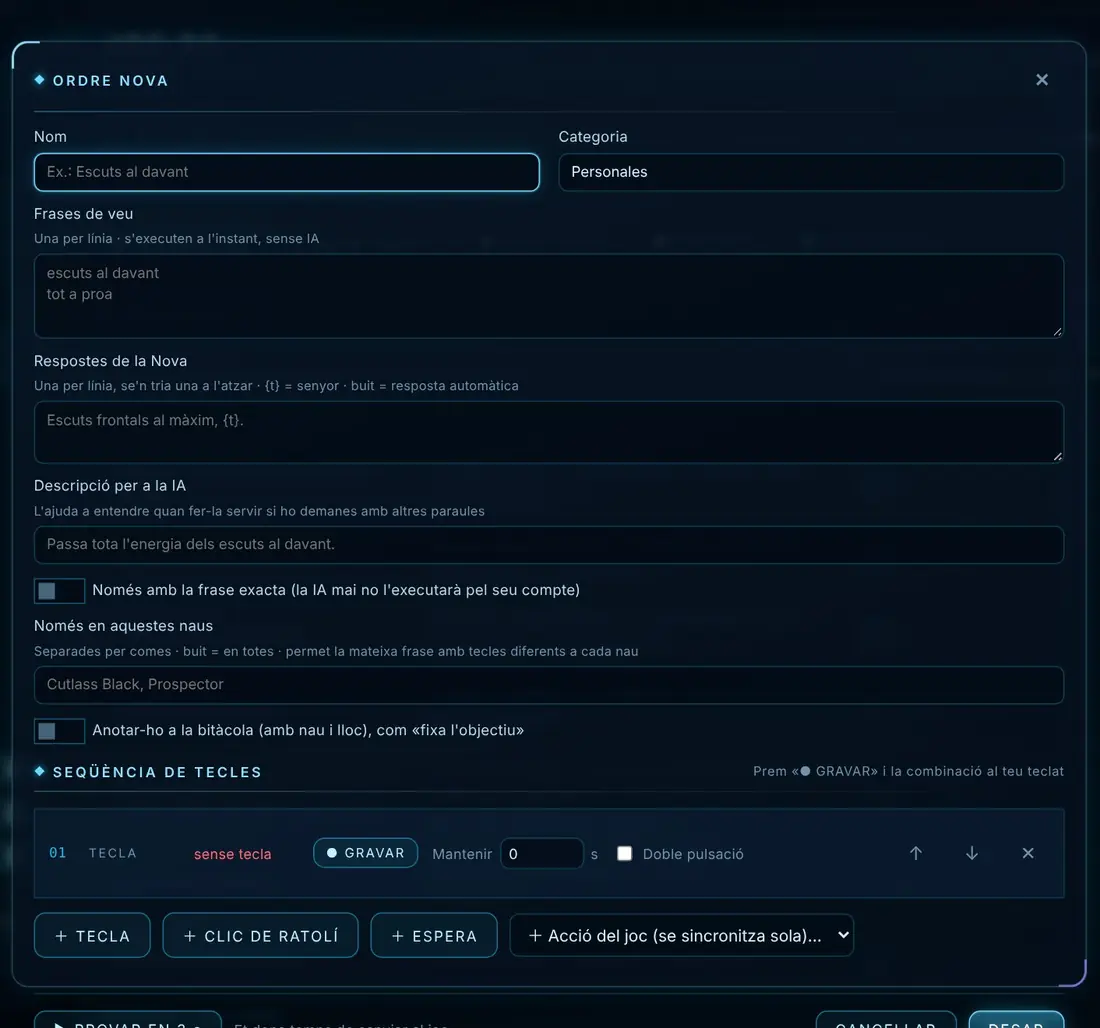 ORDRE NOVA
Nom
Categoria
Ex.: Escuts al davant
Personales
Frases de veu
Una per línia · s'executen a l'instant, sense IA
escuts al davant
tot a proa
Respostes de la Nova
Una per línia, se'n tria una a l'atzar · {t} = senyor · buit = resposta automàtica
Escuts frontals al màxim, {t}.
Descripció per a la IA
L'ajuda a entendre quan fer-la servir si ho demanes amb altres paraules
Passa tota l'energia dels escuts al davant.
Només amb la frase exacta (la IA mai no l'executarà pel seu compte)
Només en aquestes naus
Separades per comes · buit = en totes · permet la mateixa frase amb tecles diferents a cada nau
Cutlass Black, Prospector
Anotar-ho a la bitàcola (amb nau i lloc), com «fixa l'objectiu»
SEQÜÈNCIA DE TECLES
Prem «● GRAVAR» i la combinació al teu teclat
01 TECLA sense tecla ● GRAVAR Mantenir 0 s Doble pulsació
+ TECLA
+ CLIC DE RATOLÍ
+ ESPERA
+ Acció del joc (se sincronitza sola)...
PROVAR EN 3 s
CANCEL·LAR
DESAR